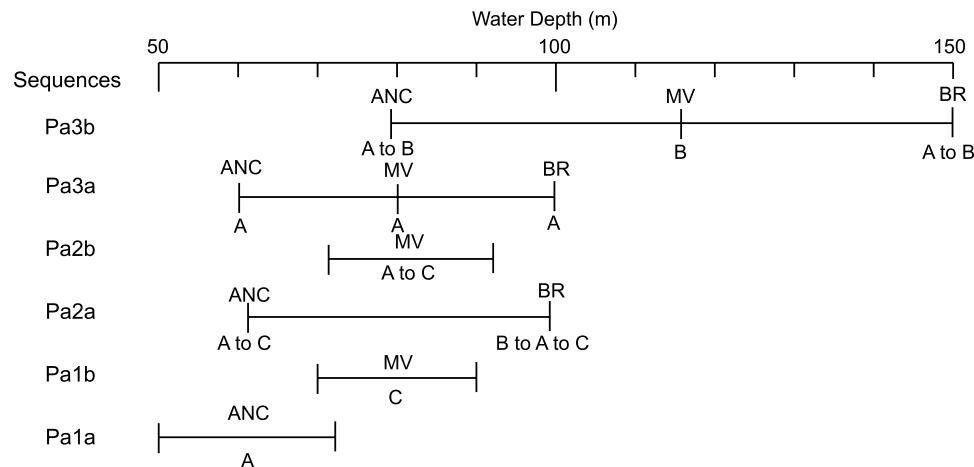 Water Depth (m)
50 100 150
Sequences
ANC MV BR
Pa3b
A to B B A to B
ANC MV BR
Pa3a
A A A
MV
Pa2b
A to C
ANC BR
Pa2a
A to C B to A to C
MV
Pa1b
C
ANC
Pa1a
A